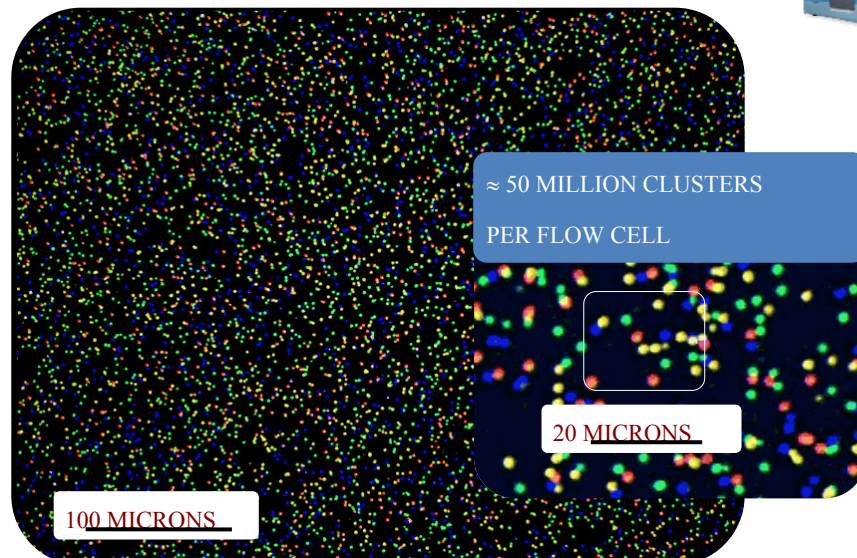 ≈ 50 MILLION CLUSTERS
PER FLOW CELL
20 MICRONS
100 MICRONS